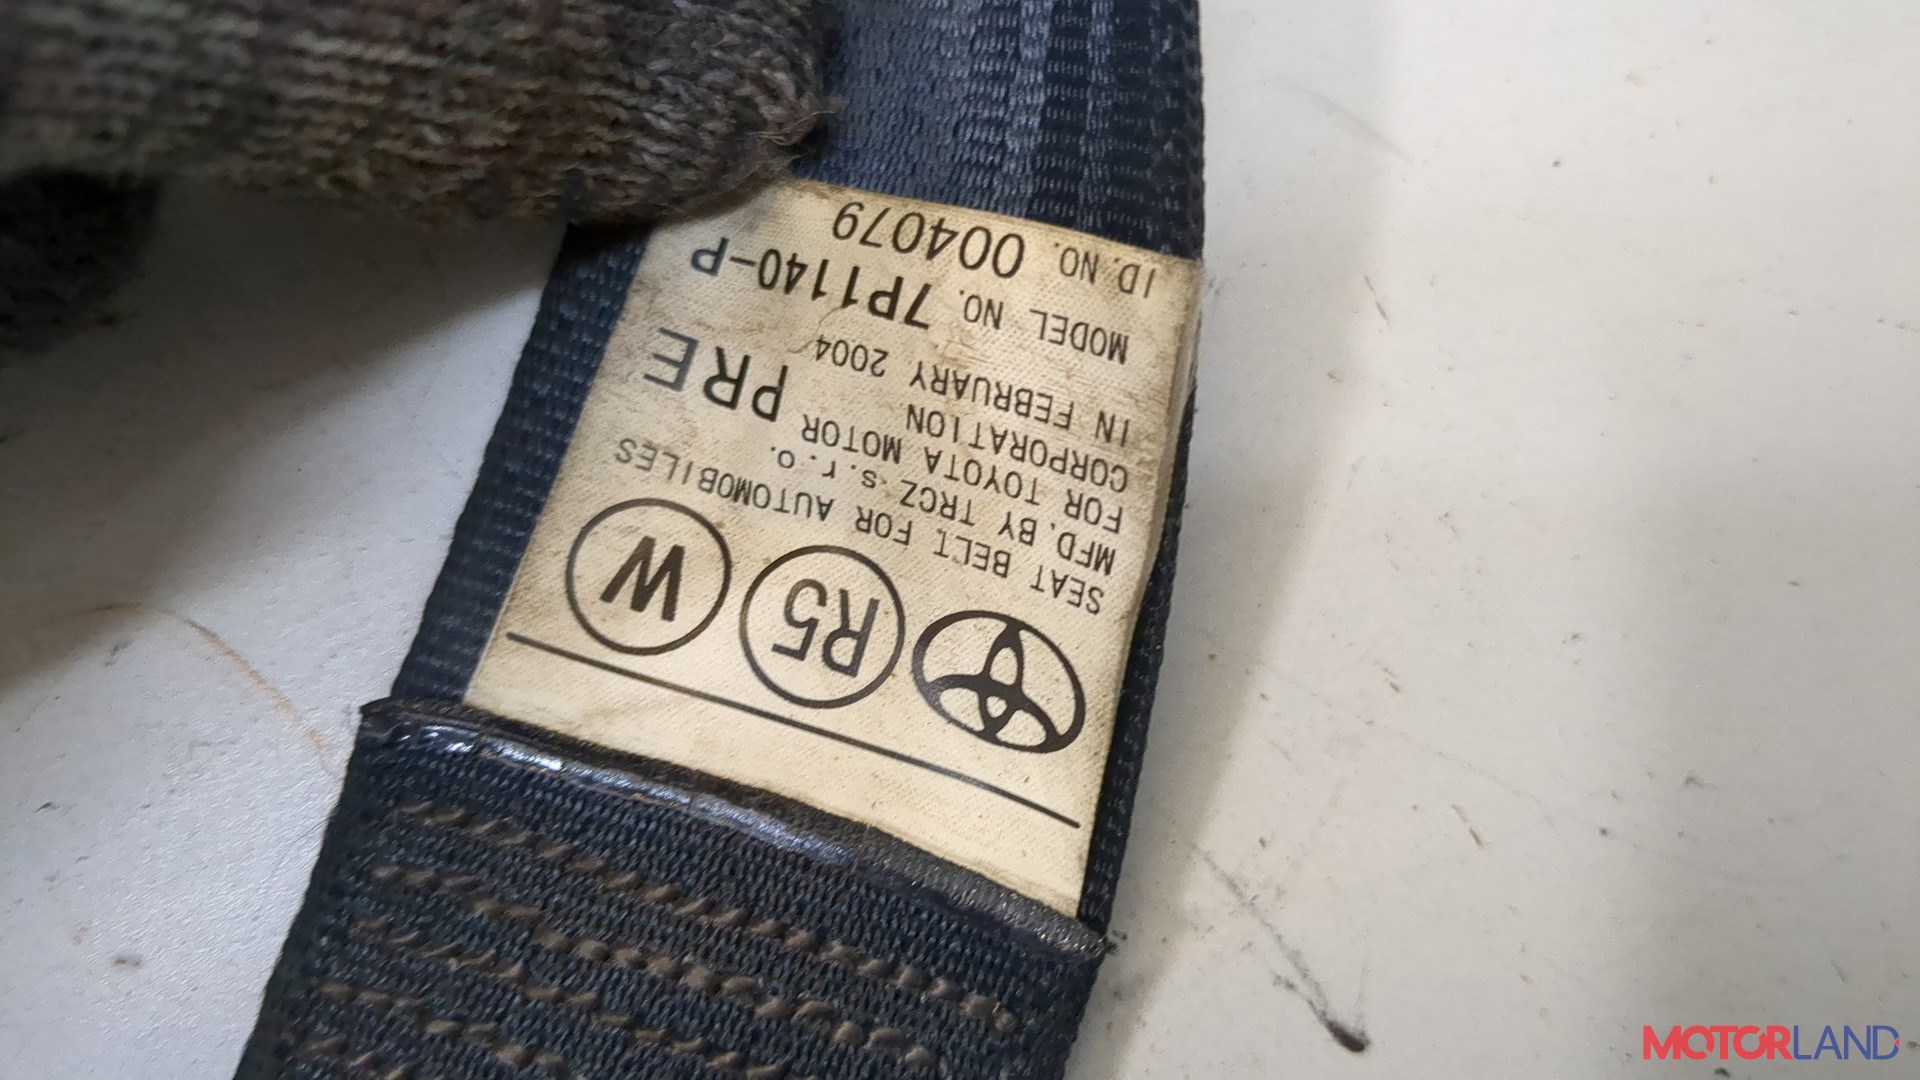 R5 W
SEAT BELT FOR AUTOMOBILES
MFD. BY TRCZ s.r.o.
FOR TOYOTA MOTOR PRE
CORPORATION
IN FEBRUARY 2004
MODEL NO. 7P1140-P
ID. NO. 004079
MOTORLAND